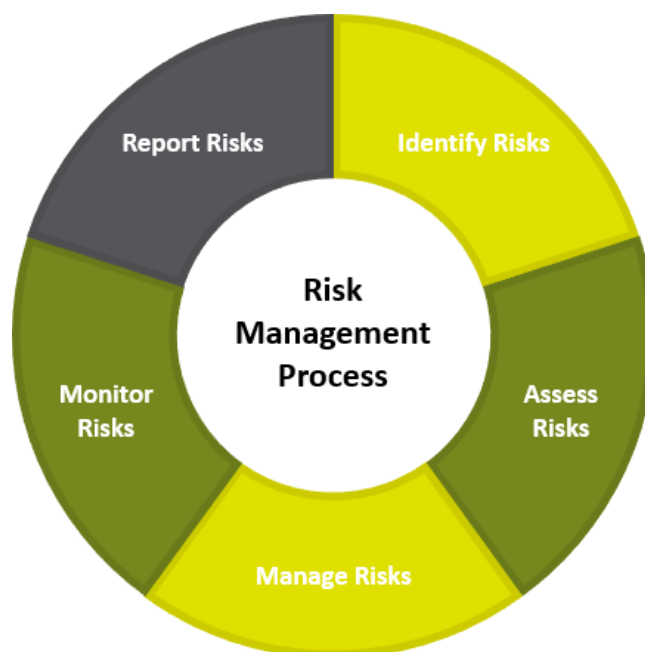 Risk
Management
Process
Identify Risks
Assess
Risks
Manage Risks
Monitor
Risks
Report Risks